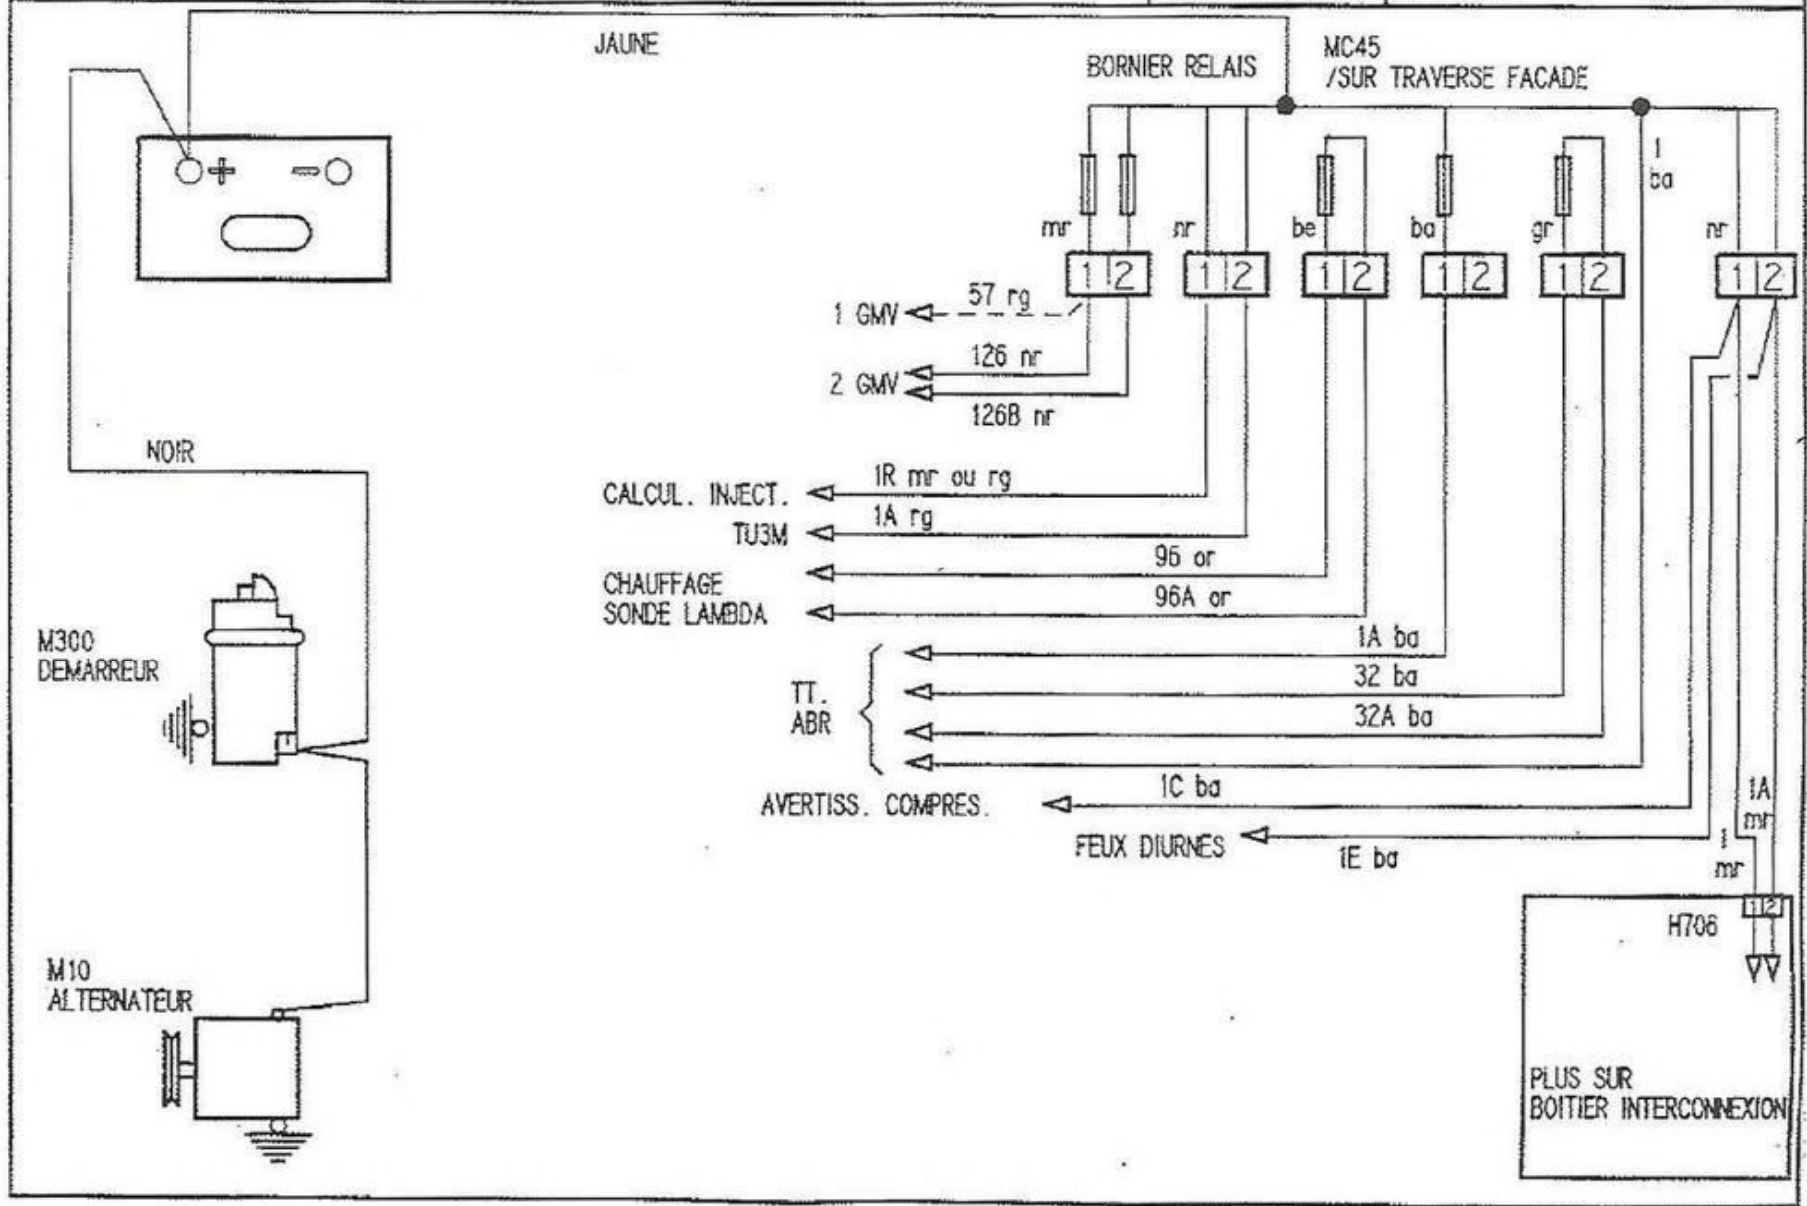 JAUNE
BORNIER RELAIS
MC45
/SUR TRAVERSE FACADE
+ -
1
ba
mr nr be ba gr nr
1 2 1 2 1 2 1 2 1 2 1 2
57 rg
1 GMV
126 nr
2 GMV
126B nr
NOIR
1R mr ou rg
CALCUL. INJECT.
1A rg
TU3M
96 or
CHAUFFAGE
SONDE LAMBDA
96A or
1A ba
M300
DEMARREUR
32 ba
TT.
ABR
32A ba
1C ba
AVERTISS. COMPRES.
1A
mr
FEUX DIURNES
1E ba
1
mr
1 2
H706
M10
ALTERNATEUR
PLUS SUR
BOITIER INTERCONNEXION